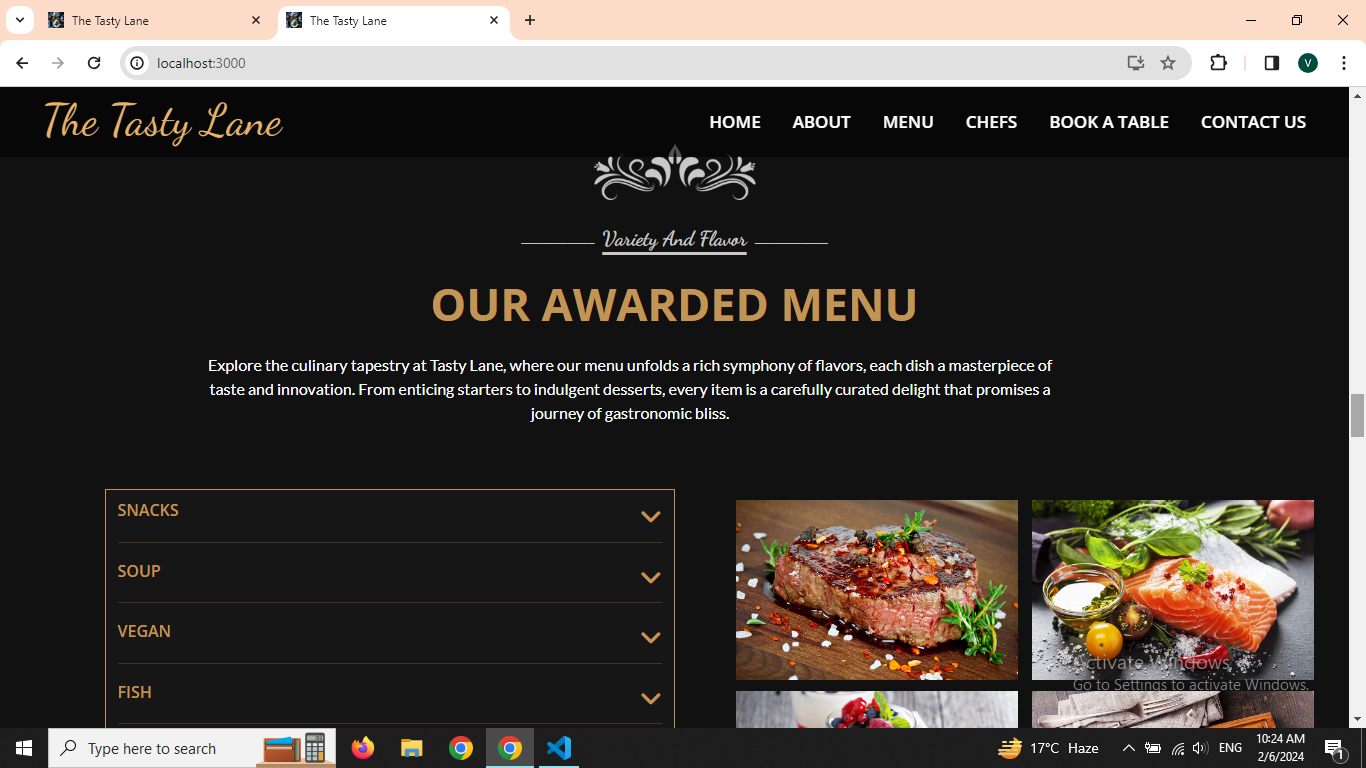 The Tasty Lane
The Tasty Lane
localhost:3000
V
The Tasty Lane
HOME ABOUT MENU CHEFS BOOK A TABLE CONTACT US
Variety And Flavor
OUR AWARDED MENU
Explore the culinary tapestry at Tasty Lane, where our menu unfolds a rich symphony of flavors, each dish a masterpiece of
taste and innovation. From enticing starters to indulgent desserts, every item is a carefully curated delight that promises a
journey of gastronomic bliss.
SNACKS
SOUP
VEGAN
FISH
Activate Windows
Go to Settings to activate Windows.
Type here to search
17°C Haze
ENG
10:24 AM
2/6/2024
1